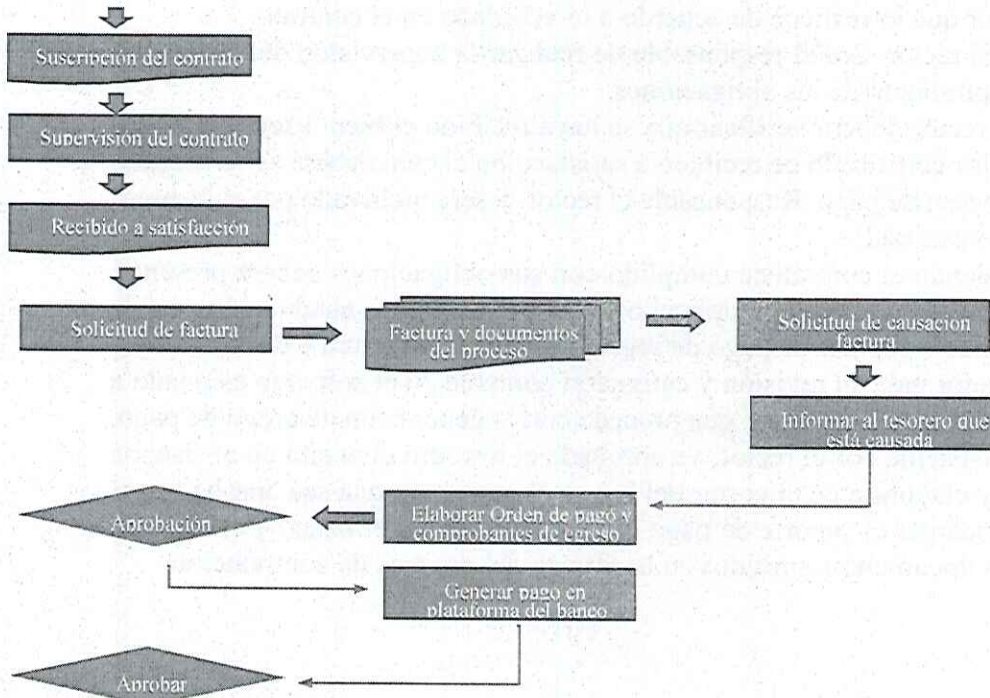 Suscripción del contrato
Supervisión del contrato
Recibido a satisfacción
Solicitud de factura
Factura y documentos
del proceso
Solicitud de causación
factura
Informar al tesorero que
está causada
Aprobación
Elaborar Orden de pagó y
comprobantes de egreso
Generar pago en
plataforma del banco
Aprobar